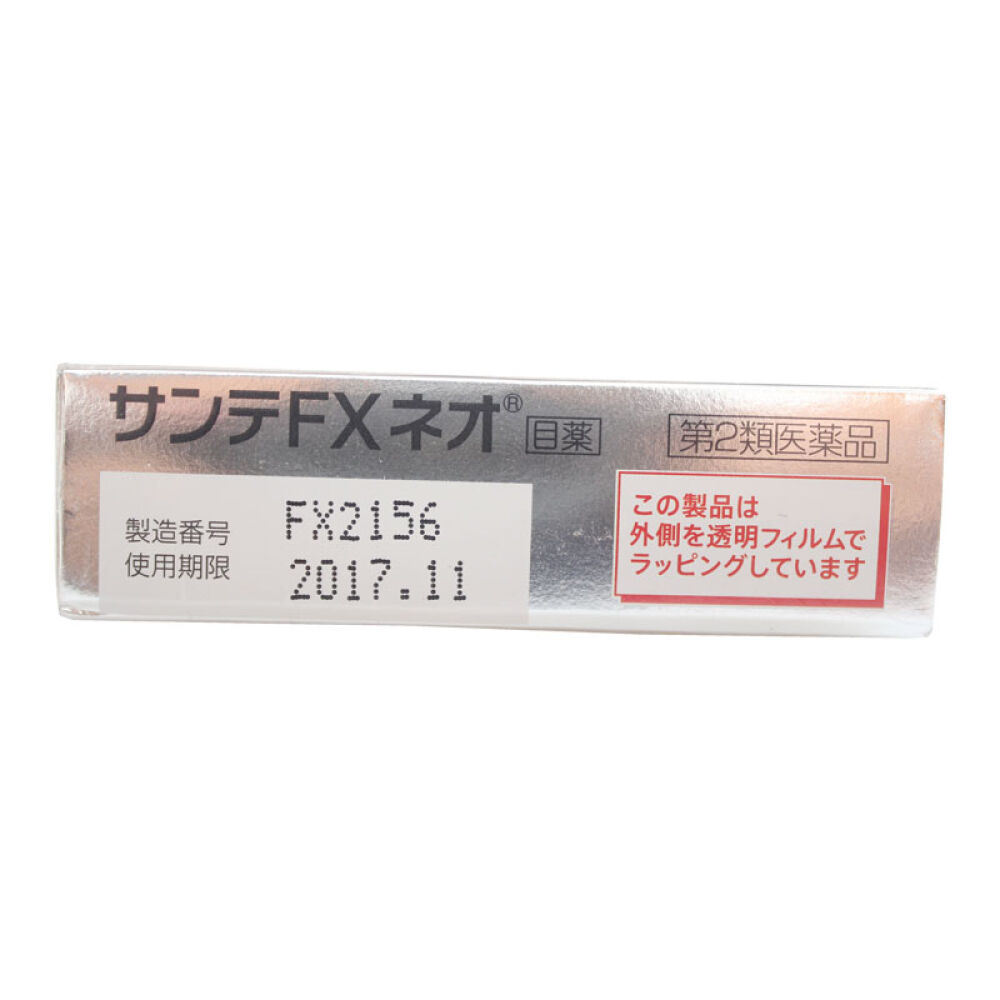 サンテFXネオ® 目薬 第2類医薬品
製造番号 FX2156
使用期限 2017.11
この製品は
外側を透明フィルムで
ラッピングしています